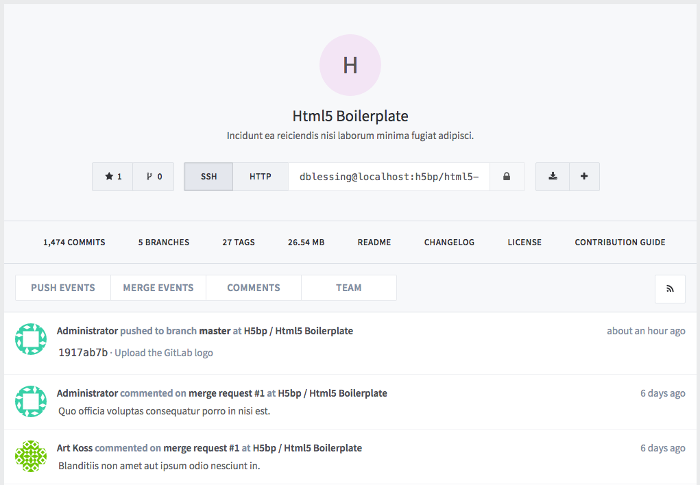 H
Html5 Boilerplate
Incidunt ea reiciendis nisi laborum minima fugiat adipisci.
1 0 SSH HTTP dblessing@localhost:h5bp/html5-
1,474 COMMITS 5 BRANCHES 27 TAGS 26.54 MB README CHANGELOG LICENSE CONTRIBUTION GUIDE
PUSH EVENTS MERGE EVENTS COMMENTS TEAM
Administrator pushed to branch master at H5bp / Html5 Boilerplate about an hour ago
1917ab7b · Upload the GitLab logo
Administrator commented on merge request #1 at H5bp / Html5 Boilerplate 6 days ago
Quo officia voluptas consequatur porro in nisi est.
Art Koss commented on merge request #1 at H5bp / Html5 Boilerplate 6 days ago
Blanditiis non amet aut ipsum odio nesciunt in.